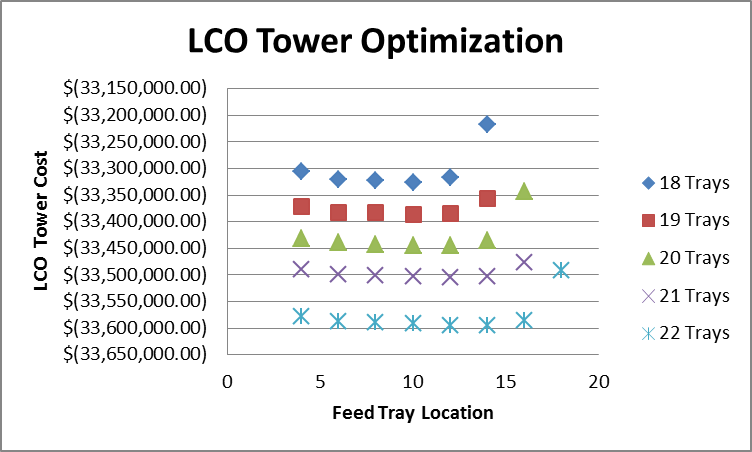 LCO Tower Optimization
LCO Tower Cost
$(33,150,000.00)
$(33,200,000.00)
$(33,250,000.00)
$(33,300,000.00)
$(33,350,000.00)
$(33,400,000.00)
$(33,450,000.00)
$(33,500,000.00)
$(33,550,000.00)
$(33,600,000.00)
$(33,650,000.00)
0 5 10 15 20
Feed Tray Location
18 Trays
19 Trays
20 Trays
21 Trays
22 Trays